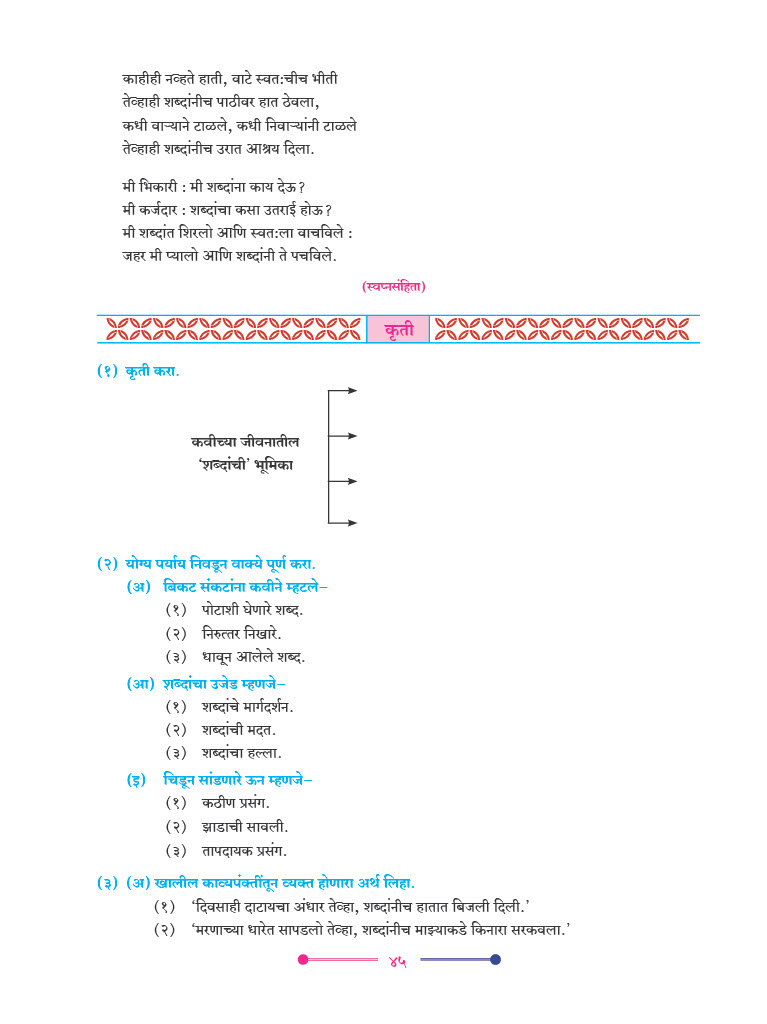 काहीही नव्हते हाती, वाटे स्वत:चीच भीती
तेव्हाही शब्दांनीच पाठीवर हात ठेवला,
कधी वाऱ्याने टाळले, कधी निवाऱ्यांनी टाळले
तेव्हाही शब्दांनीच उरात आश्रय दिला.
मी भिकारी : मी शब्दांना काय देऊ?
मी कर्जदार : शब्दांचा कसा उतराई होऊ?
मी शब्दांत शिरलो आणि स्वत:ला वाचविले :
जहर मी प्यालो आणि शब्दांनी ते पचविले.
(स्वप्नसंहिता)
कृती
(१) कृती करा.
कवीच्या जीवनातील
‘शब्दांची’ भूमिका
(२) योग्य पर्याय निवडून वाक्ये पूर्ण करा.
(अ) बिकट संकटांना कवीने म्हटले–
(१) पोटाशी घेणारे शब्द.
(२) निरुत्तर निखारे.
(३) धावून आलेले शब्द.
(आ) शब्दांचा उजेड म्हणजे–
(१) शब्दांचे मार्गदर्शन.
(२) शब्दांची मदत.
(३) शब्दांचा हल्ला.
(इ) चिडून सांडणारे ऊन म्हणजे–
(१) कठीण प्रसंग.
(२) झाडाची सावली.
(३) तापदायक प्रसंग.
(३) (अ) खालील काव्यपंक्तींतून व्यक्त होणारा अर्थ लिहा.
(१) ‘दिवसाही दाटायचा अंधार तेव्हा, शब्दांनीच हातात बिजली दिली.’
(२) ‘मरणाच्या धारेत सापडलो तेव्हा, शब्दांनीच माझ्याकडे किनारा सरकवला.’
४५